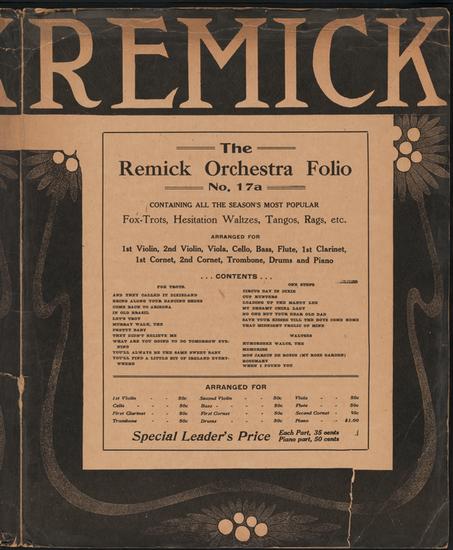 REMICK
The
Remick Orchestra Folio
No. 17a
CONTAINING ALL THE SEASON'S MOST POPULAR
Fox-Trots, Hesitation Waltzes, Tangos, Rags, etc.
ARRANGED FOR
1st Violin, 2nd Violin, Viola, Cello, Bass, Flute, 1st Clarinet,
1st Cornet, 2nd Cornet, Trombone, Drums and Piano
... CONTENTS ...
FOX TROTS
AND THEY CALLED IT DIXIELAND
BRING ALONG YOUR DANCING SHOES
COME BACK TO ARIZONA
IN OLD BRAZIL
LET'S TROT
MURRAY WALK, THE
PRETTY BABY
THEY DIDN'T BELIEVE ME
WHAT ARE YOU GOING TO DO TOMORROW EVE-
NING
YOU'LL ALWAYS BE THE SAME SWEET BABY
YOU'LL FIND A LITTLE BIT OF IRELAND EVERY-
WHERE
ONE STEPS
CIRCUS DAY IN DIXIE
CUP HUNTERS
LOADING UP THE MANDY LEE
MY DREAMY CHINA LADY
NO ONE BUT YOUR DEAR OLD DAD
SAVE YOUR KISSES TILL THE BOYS COME HOME
THAT MIDNIGHT FROLIC OF MINE
WALTZES
HUMORESKE WALTZ, THE
MEMORIES
MON JARDIN DE ROSES (MY ROSE GARDEN)
ROSEMARY
WHEN I FOUND YOU
ARRANGED FOR
1st Violin - - 50c Second Violin - - 50c Viola - - 50c
Cello - - 50c Bass - - 50c Flute - - 50c
First Clarinet - - 50c First Cornet - - 50c Second Cornet - 50c
Trombone - - 50c Drums - - 50c Piano - - $1.00
Special Leader's Price Each Part, 35 cents
Piano part, 50 cents